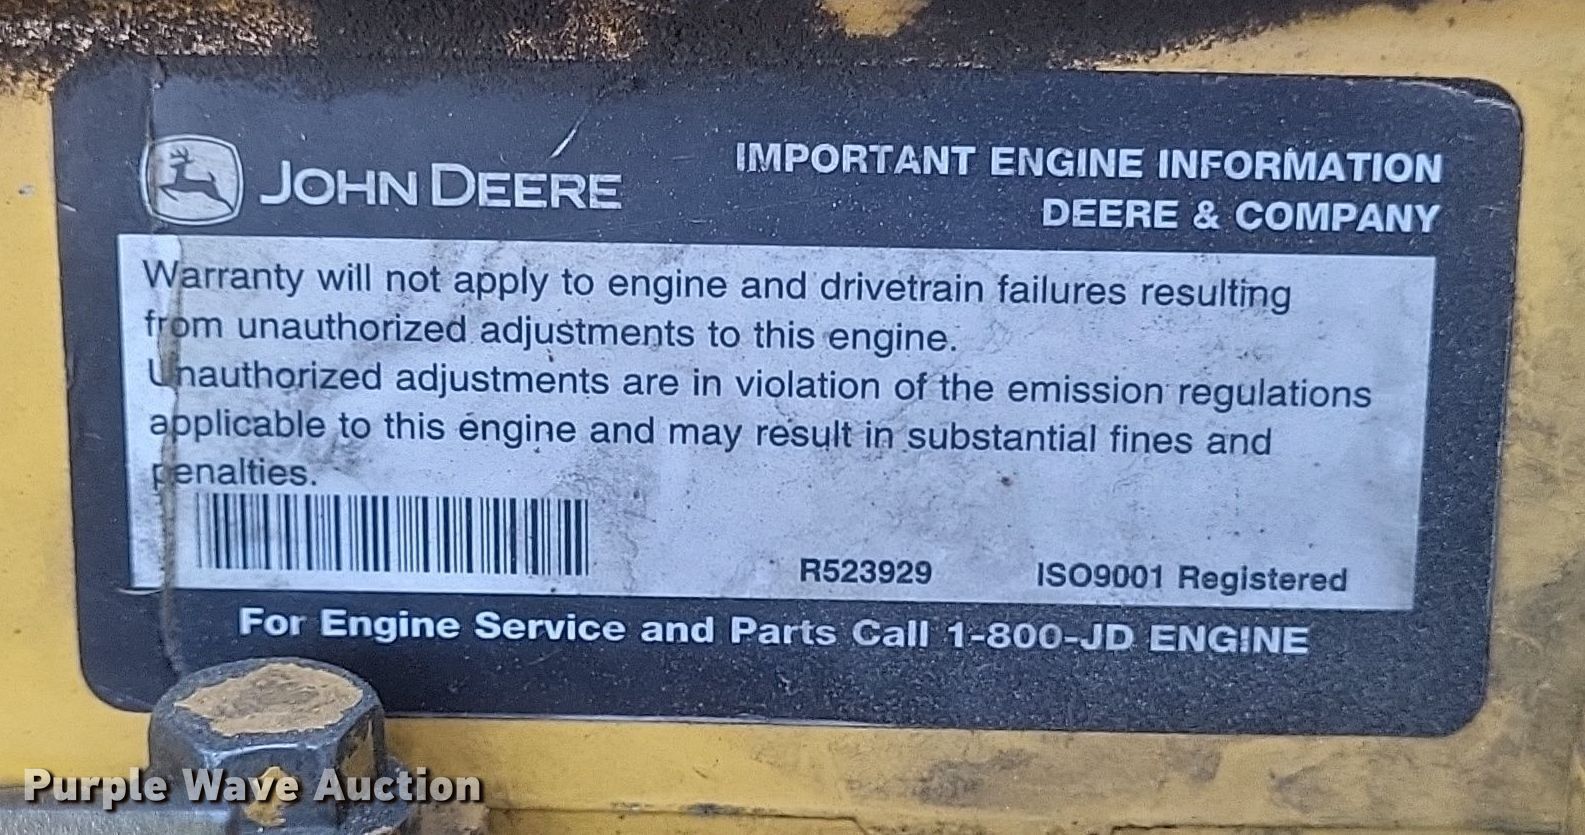 JOHN DEERE
IMPORTANT ENGINE INFORMATION
DEERE & COMPANY
Warranty will not apply to engine and drivetrain failures resulting
from unauthorized adjustments to this engine.
Unauthorized adjustments are in violation of the emission regulations
applicable to this engine and may result in substantial fines and
penalties.
R523929 ISO9001 Registered
For Engine Service and Parts Call 1-800-JD ENGINE
Purple Wave Auction